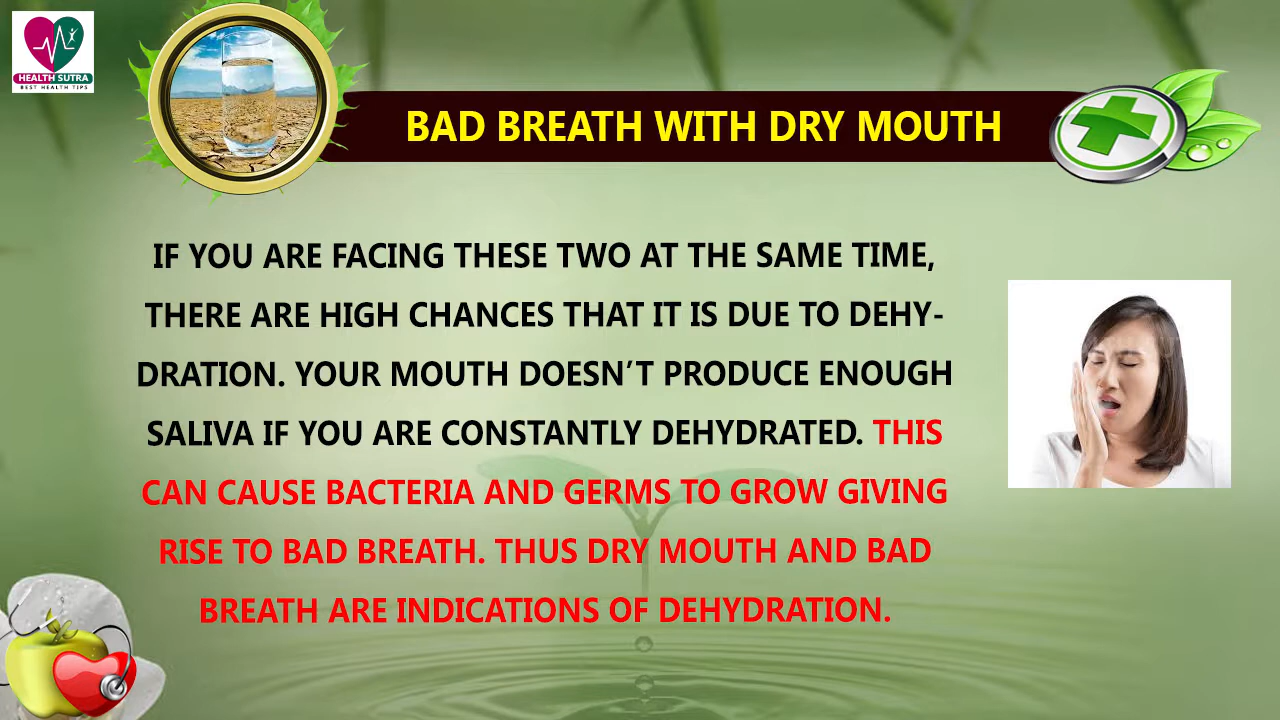 HEALTH SUTRA
BEST HEALTH TIPS
BAD BREATH WITH DRY MOUTH
IF YOU ARE FACING THESE TWO AT THE SAME TIME,
THERE ARE HIGH CHANCES THAT IT IS DUE TO DEHY-
DRATION. YOUR MOUTH DOESN'T PRODUCE ENOUGH
SALIVA IF YOU ARE CONSTANTLY DEHYDRATED. THIS
CAN CAUSE BACTERIA AND GERMS TO GROW GIVING
RISE TO BAD BREATH. THUS DRY MOUTH AND BAD
BREATH ARE INDICATIONS OF DEHYDRATION.